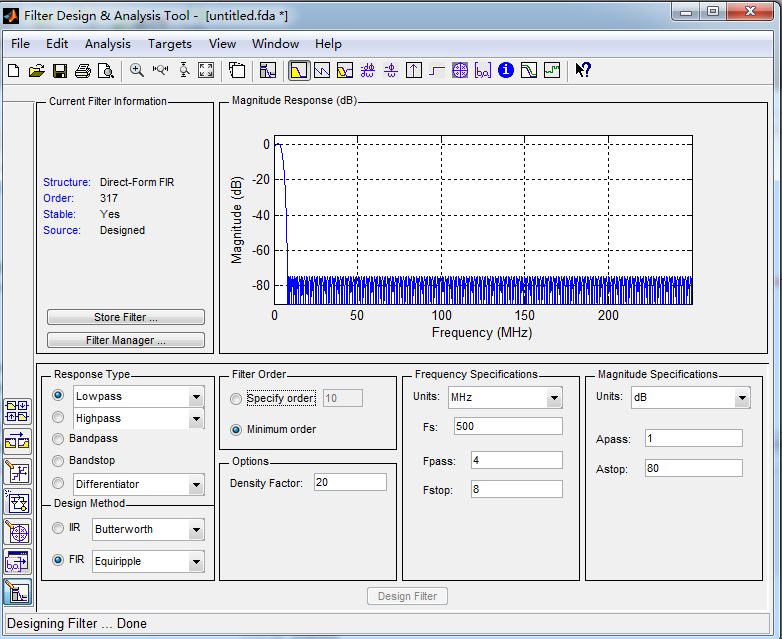 Filter Design & Analysis Tool - [untitled.fda *]
File Edit Analysis Targets View Window Help
Current Filter Information
Structure: Direct-Form FIR
Order: 317
Stable: Yes
Source: Designed
Store Filter ...
Filter Manager ...
Magnitude Response (dB)
Magnitude (dB)
0
-20
-40
-60
-80
0 50 100 150 200
Frequency (MHz)
Response Type
Lowpass
Highpass
Bandpass
Bandstop
Differentiator
Design Method
IIR Butterworth
FIR Equiripple
Filter Order
Specify order: 10
Minimum order
Options
Density Factor: 20
Frequency Specifications
Units: MHz
Fs: 500
Fpass: 4
Fstop: 8
Magnitude Specifications
Units: dB
Apass: 1
Astop: 80
Design Filter
Designing Filter ... Done